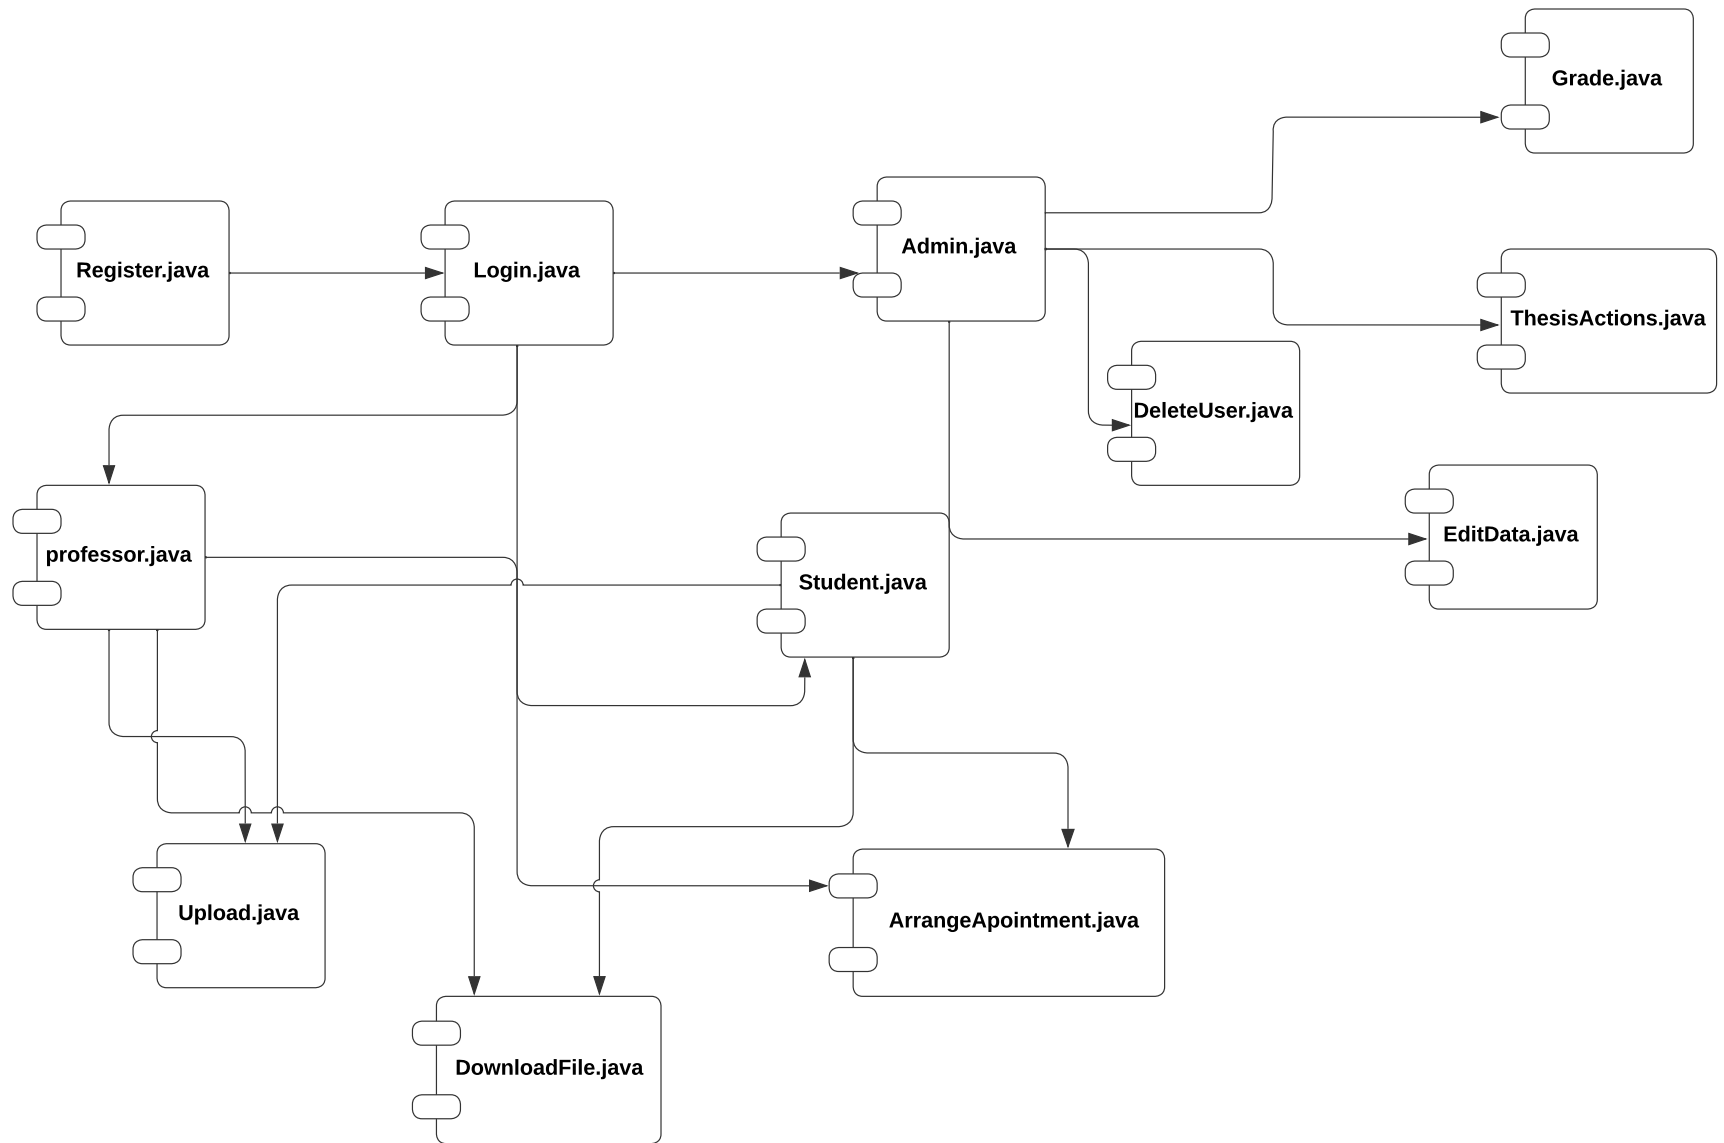 Grade.java
Admin.java
Register.java
Login.java
ThesisActions.java
DeleteUser.java
EditData.java
professor.java
Student.java
Upload.java
ArrangeApointment.java
DownloadFile.java